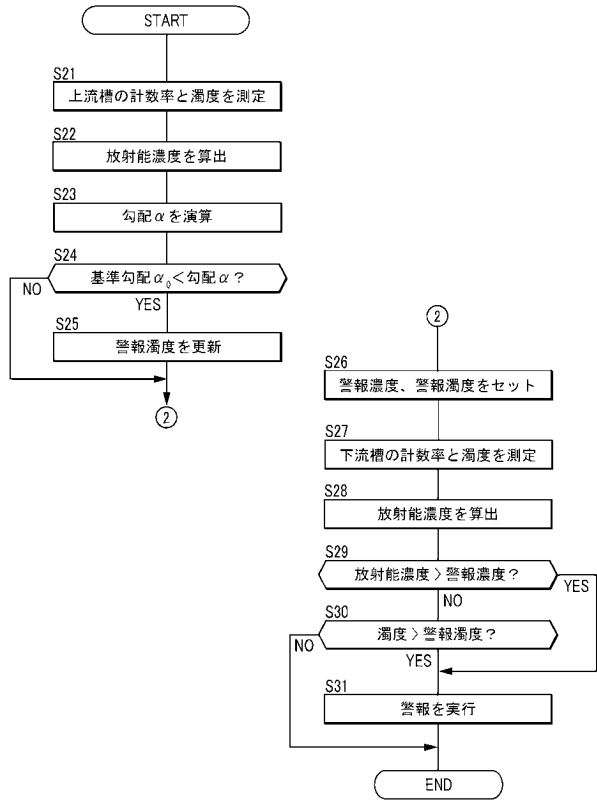 START
S21
上流槽の計数率と濁度を測定
S22
放射能濃度を算出
S23
勾配αを演算
S24
基準勾配α0<勾配α?
NO
YES
S25
警報濁度を更新
2
2
S26
警報濃度、警報濁度をセット
S27
下流槽の計数率と濁度を測定
S28
放射能濃度を算出
S29
放射能濃度>警報濃度?
YES
NO
S30
濁度>警報濁度?
NO
YES
S31
警報を実行
END